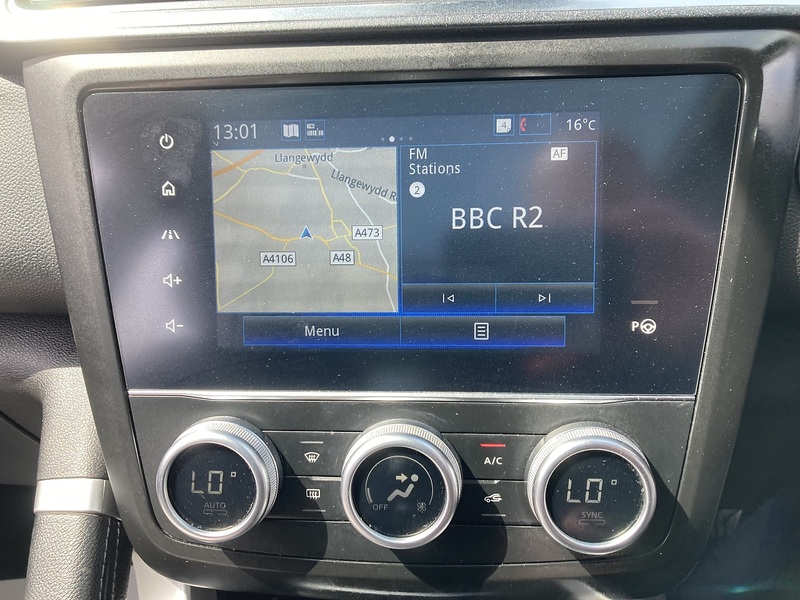 13:01
4
16°C
Llangewydd
Llangewydd R
A473
A4106
A48
FM
Stations
AF
2
BBC R2
Menu
P
LO°
AUTO
OFF
A/C
LO°
SYNC